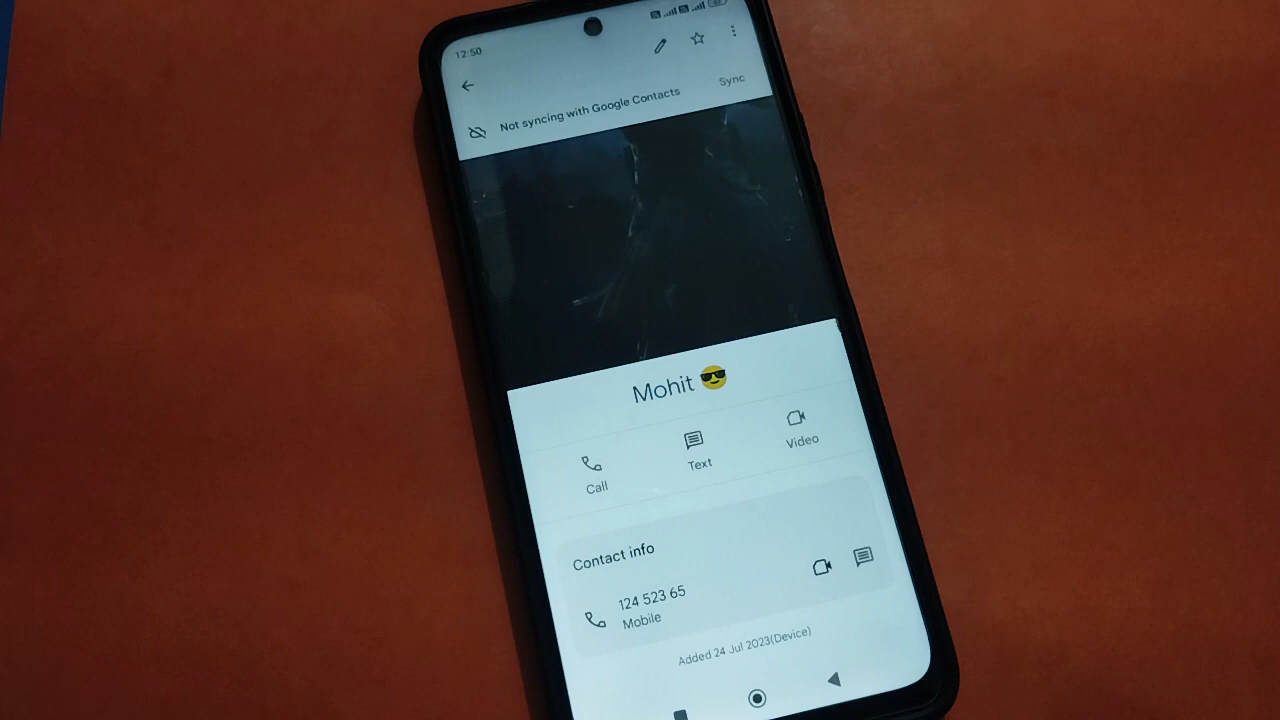 12:50
Sync
Not syncing with Google Contacts
Mohit 😎
Call
Text
Video
Contact info
124 523 65
Mobile
Added 24 Jul 2023(Device)